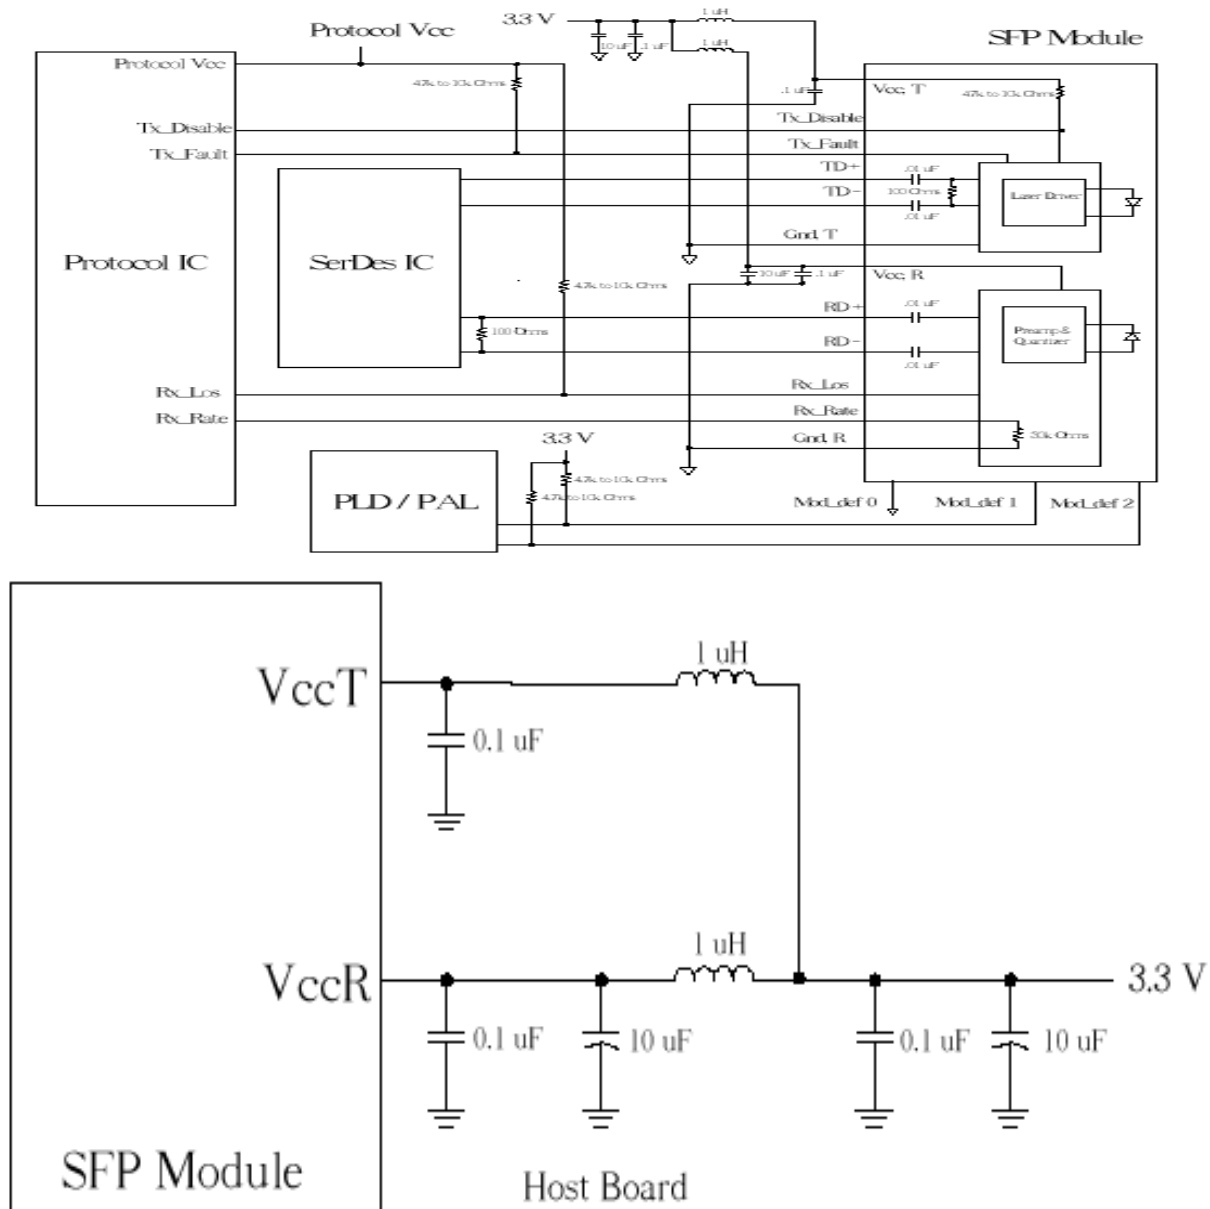 3.3 V
1 uH
Protocol Vcc
10 uF
.1 uF
1 uH
SFP Module
Protocol Vcc
4.7k to 10k Ohms
.1 uF
Vcc, T
4.7k to 10k Ohms
Tx_Disable
Tx_Disable
Tx_Fault
Tx_Fault
TD+
.01 uF
TD-
100 Ohms
Laser Driver
.01 uF
Gnd, T
Protocol IC
SerDes IC
10 uF
.1 uF
Vcc, R
4.7k to 10k Ohms
RD+
.01 uF
100 Ohms
Preamp &
Quantizer
RD-
.01 uF
Rx_Los
Rx_Los
Rx_Rate
Rx_Rate
3.3 V
Gnd, R
30k Ohms
4.7k to 10k Ohms
4.7k to 10k Ohms
PLD / PAL
Mod_def 0
Mod_def 1
Mod_def 2
1 uH
VccT
0.1 uF
1 uH
VccR
3.3 V
0.1 uF
10 uF
0.1 uF
10 uF
SFP Module
Host Board